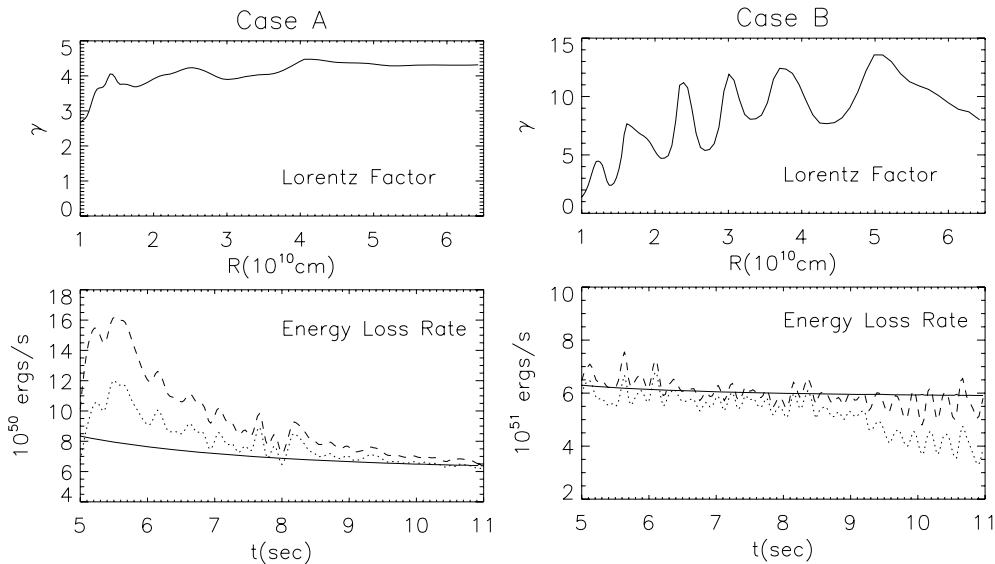 Case A
5
4
3
2
1
0
γ
Lorentz Factor
1 2 3 4 5 6
R(10^10cm)
18
16
14
12
10
8
6
4
10^50 ergs/s
Energy Loss Rate
5 6 7 8 9 10 11
t(sec)
Case B
15
10
5
0
γ
Lorentz Factor
1 2 3 4 5 6
R(10^10cm)
10
8
6
4
2
10^51 ergs/s
Energy Loss Rate
5 6 7 8 9 10 11
t(sec)